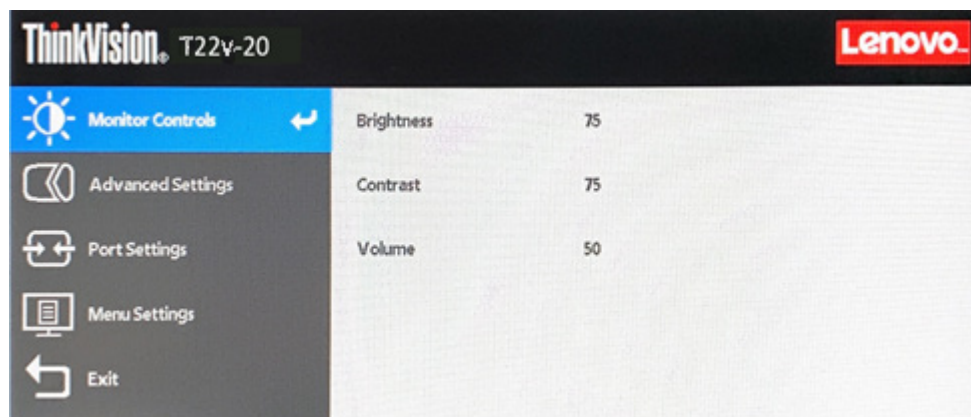 ThinkVision® T22v-20
Lenovo
Monitor Controls
Brightness 75
Advanced Settings
Contrast 75
Port Settings
Volume 50
Menu Settings
Exit